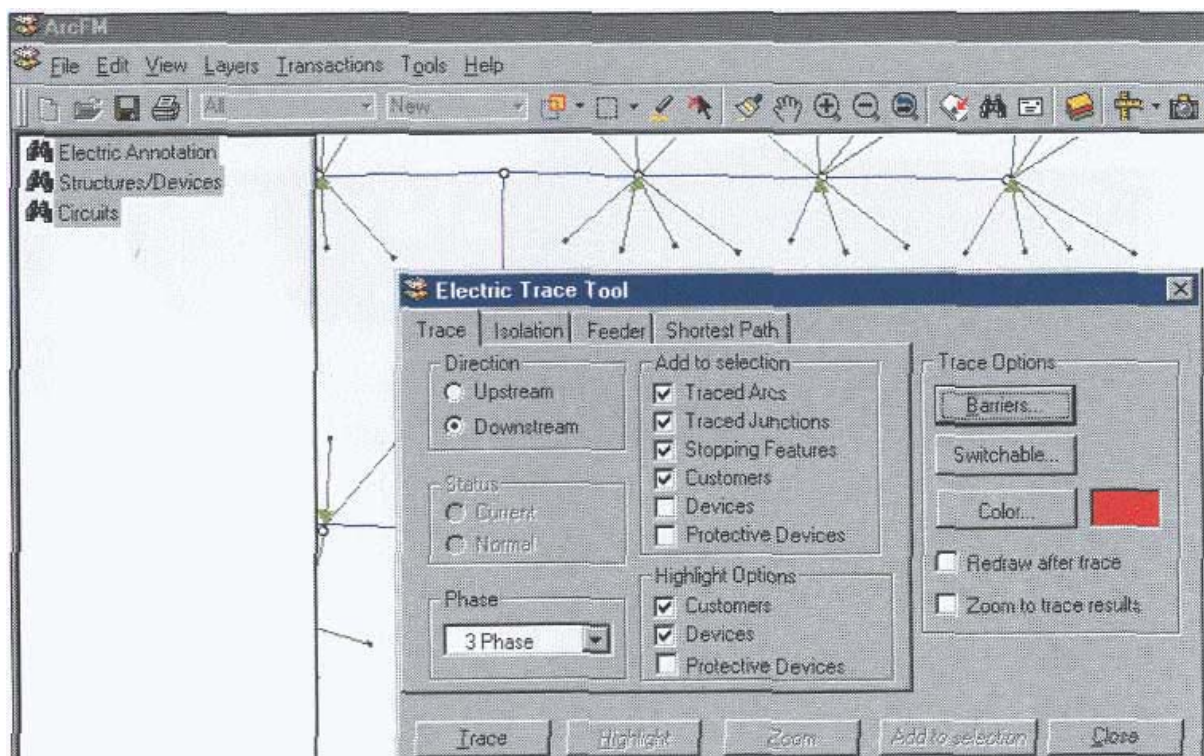 ArcFM
File Edit View Layers Transactions Tools Help
All New
Electric Annotation
Structures/Devices
Circuits
Electric Trace Tool
Trace Isolation Feeder Shortest Path
Direction
Upstream
Downstream
Status
Current
Normal
Phase
3 Phase
Add to selection
Traced Arcs
Traced Junctions
Stopping Features
Customers
Devices
Protective Devices
Highlight Options
Customers
Devices
Protective Devices
Trace Options
Barriers...
Switchable...
Color...
Redraw after trace
Zoom to trace results
Trace Highlight Zoom Add to selection Close